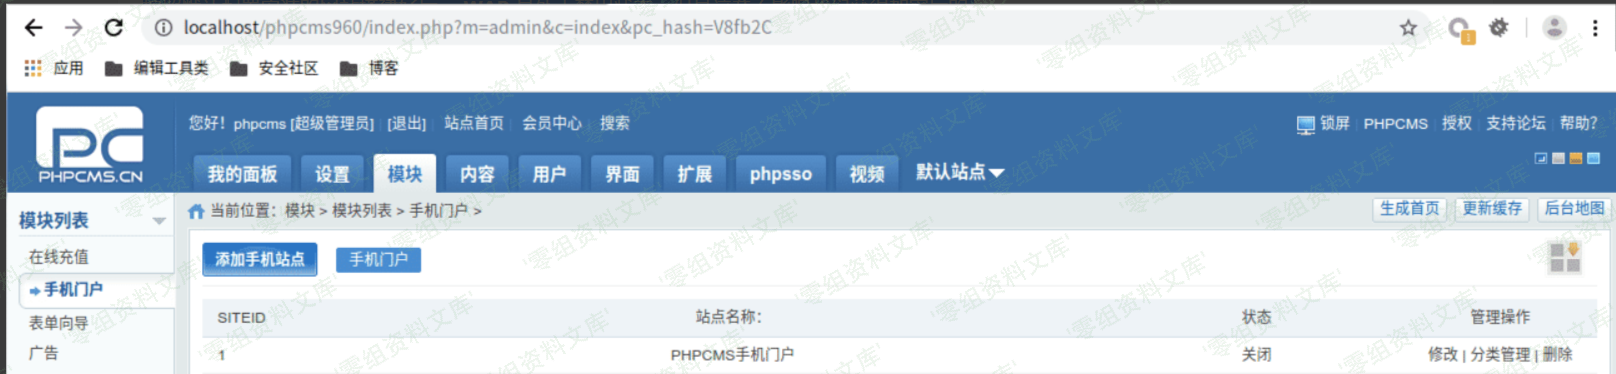 localhost/phpcms960/index.php?m=admin&c=index&pc_hash=V8fb2C
应用 编辑工具类 安全社区 博客
PC
PHPCMS.CN
您好！phpcms [超级管理员] [退出] 站点首页 会员中心 搜索
锁屏 PHPCMS 授权 支持论坛 帮助?
我的面板 设置 模块 内容 用户 界面 扩展 phpsso 视频 默认站点
模块列表
当前位置：模块 > 模块列表 > 手机门户 >
生成首页 更新缓存 后台地图
在线充值
手机门户
表单向导
广告
添加手机站点 手机门户
SITEID 站点名称： 状态 管理操作
1 PHPCMS手机门户 关闭 修改 | 分类管理 | 删除
'零组资料文库'